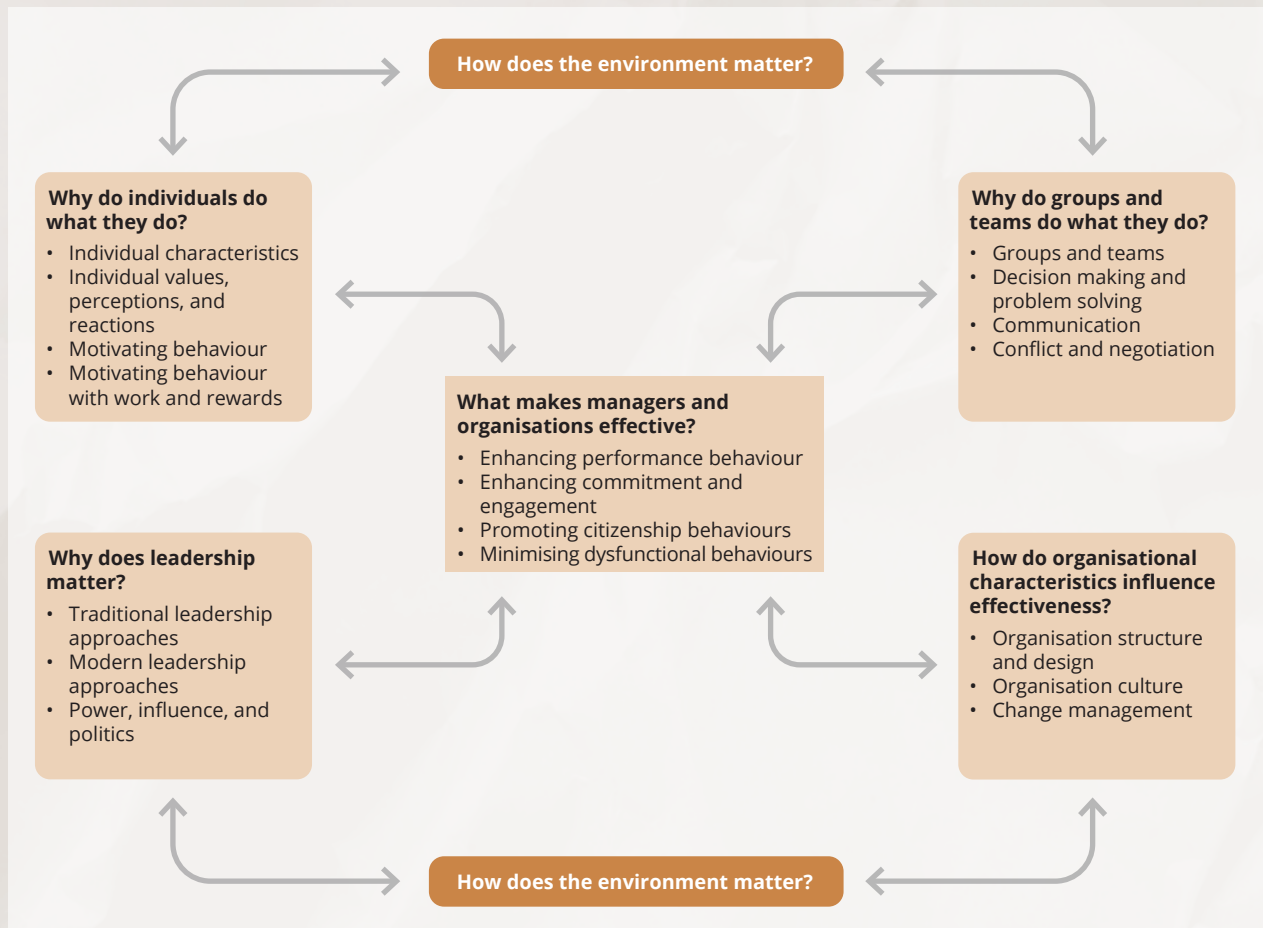 How does the environment matter?
Why do individuals do
what they do?
• Individual characteristics
• Individual values,
perceptions, and
reactions
• Motivating behaviour
• Motivating behaviour
with work and rewards
Why do groups and
teams do what they do?
• Groups and teams
• Decision making and
problem solving
• Communication
• Conflict and negotiation
What makes managers and
organisations effective?
• Enhancing performance behaviour
• Enhancing commitment and
engagement
• Promoting citizenship behaviours
• Minimising dysfunctional behaviours
Why does leadership
matter?
• Traditional leadership
approaches
• Modern leadership
approaches
• Power, influence, and
politics
How do organisational
characteristics influence
effectiveness?
• Organisation structure
and design
• Organisation culture
• Change management
How does the environment matter?